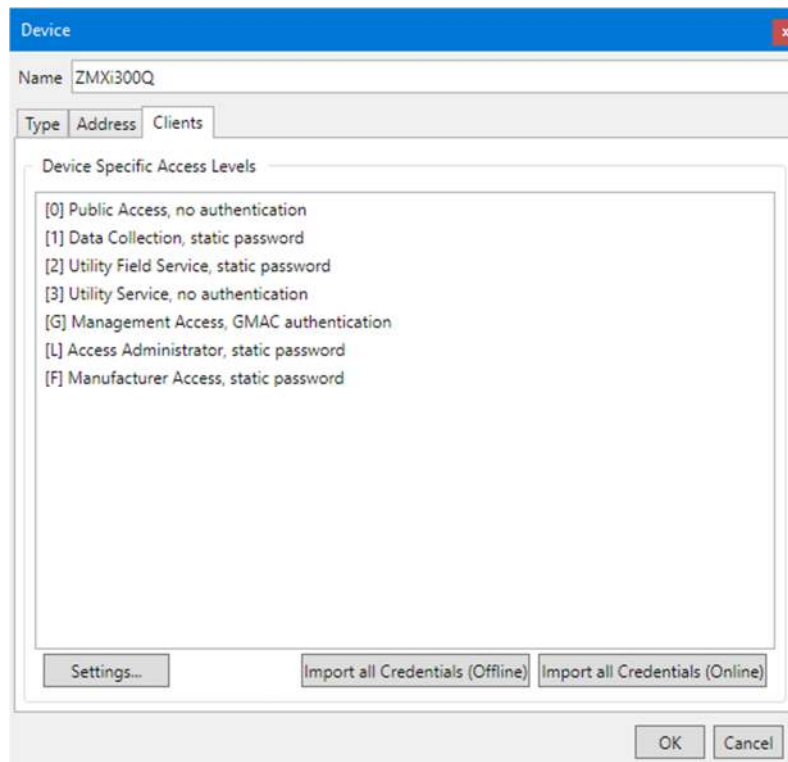 Device
x
Name ZMXi300Q
Type Address Clients
Device Specific Access Levels
[0] Public Access, no authentication
[1] Data Collection, static password
[2] Utility Field Service, static password
[3] Utility Service, no authentication
[G] Management Access, GMAC authentication
[L] Access Administrator, static password
[F] Manufacturer Access, static password
Settings... Import all Credentials (Offline) Import all Credentials (Online)
OK Cancel